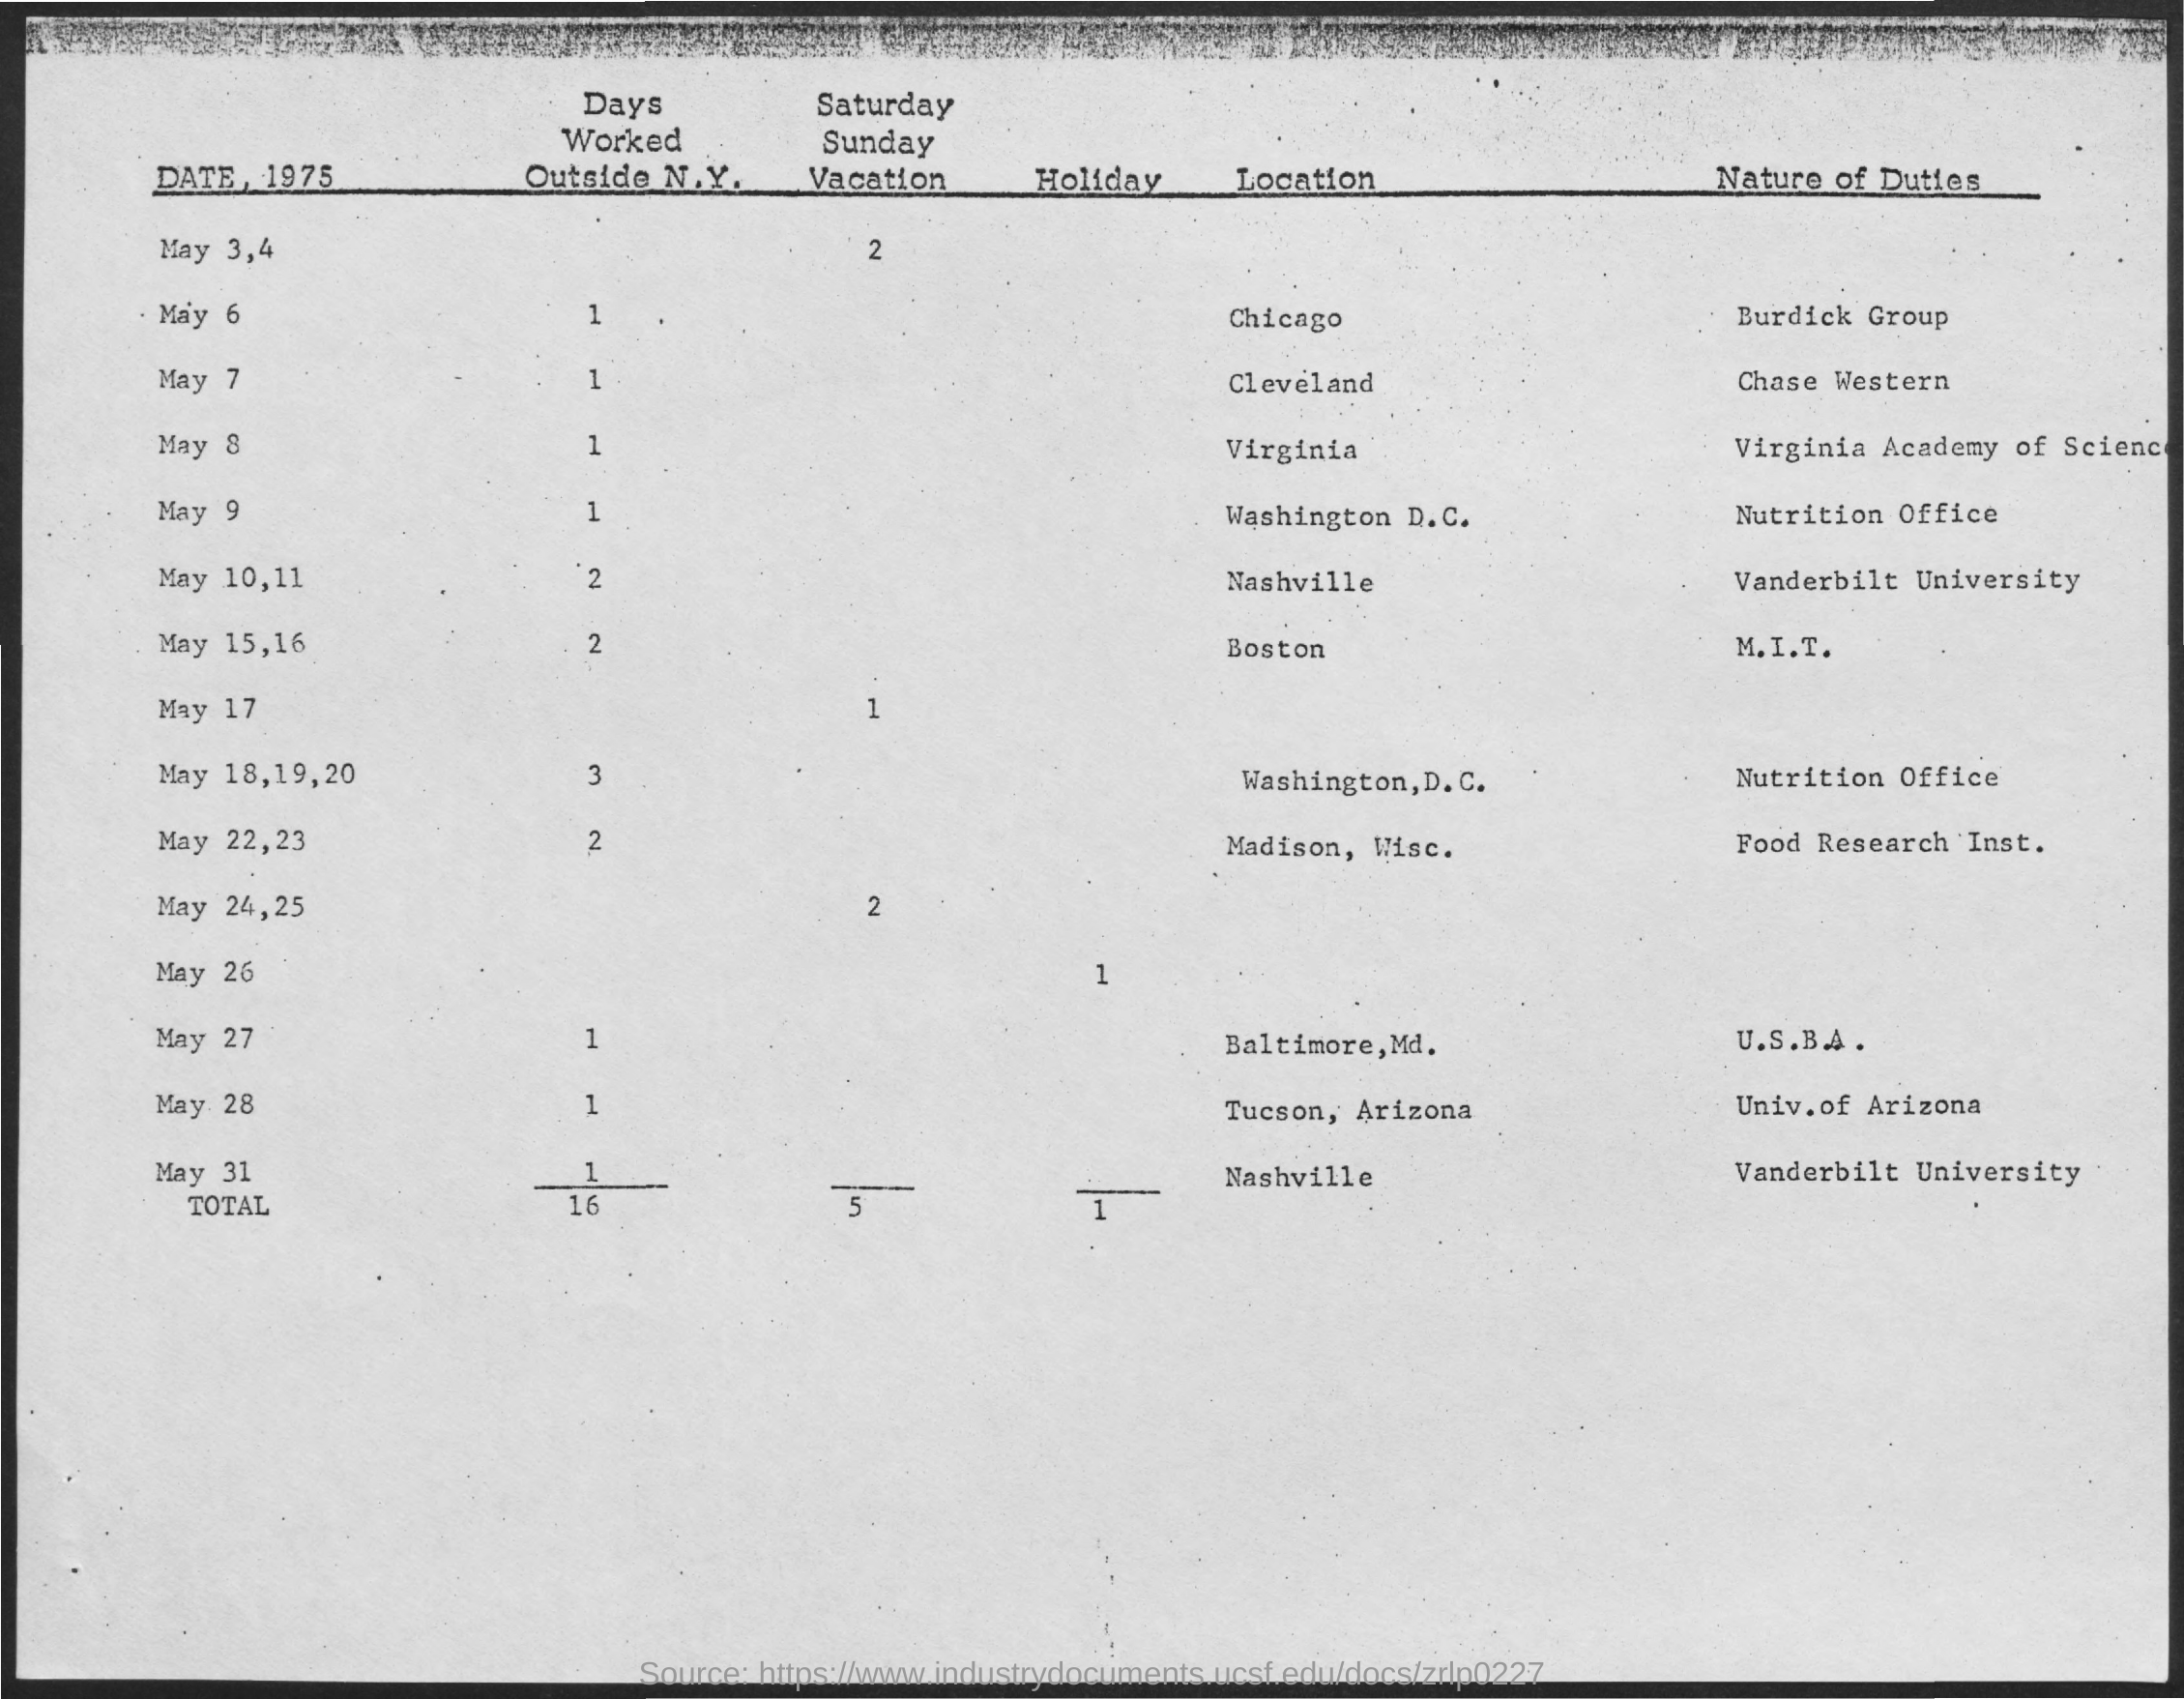 Days Saturday
Worked Sunday
DATE, 1975 Outside N.Y. Vacation Holiday Location Nature of Duties
May 3,4 2
May 6 1 Chicago Burdick Group
May 7 1 Cleveland Chase Western
May 8 1 Virginia Virginia Academy of Scienc
May 9 1 Washington D.C. Nutrition Office
May 10,11 2 Nashville Vanderbilt University
May 15,16 2 Boston M.I.T.
May 17 1
May 18,19,20 3 Washington,D.C. Nutrition Office
May 22,23 2 Madison, Wisc. Food Research Inst.
May 24,25 2
May 26 1
May 27 1 Baltimore,Md. U.S.B.A.
May 28 1 Tucson, Arizona Univ.of Arizona
May 31 1 Nashville Vanderbilt University
TOTAL 16 5 1
Source: https://www.industrydocuments.ucsf.edu/docs/zrlp0227